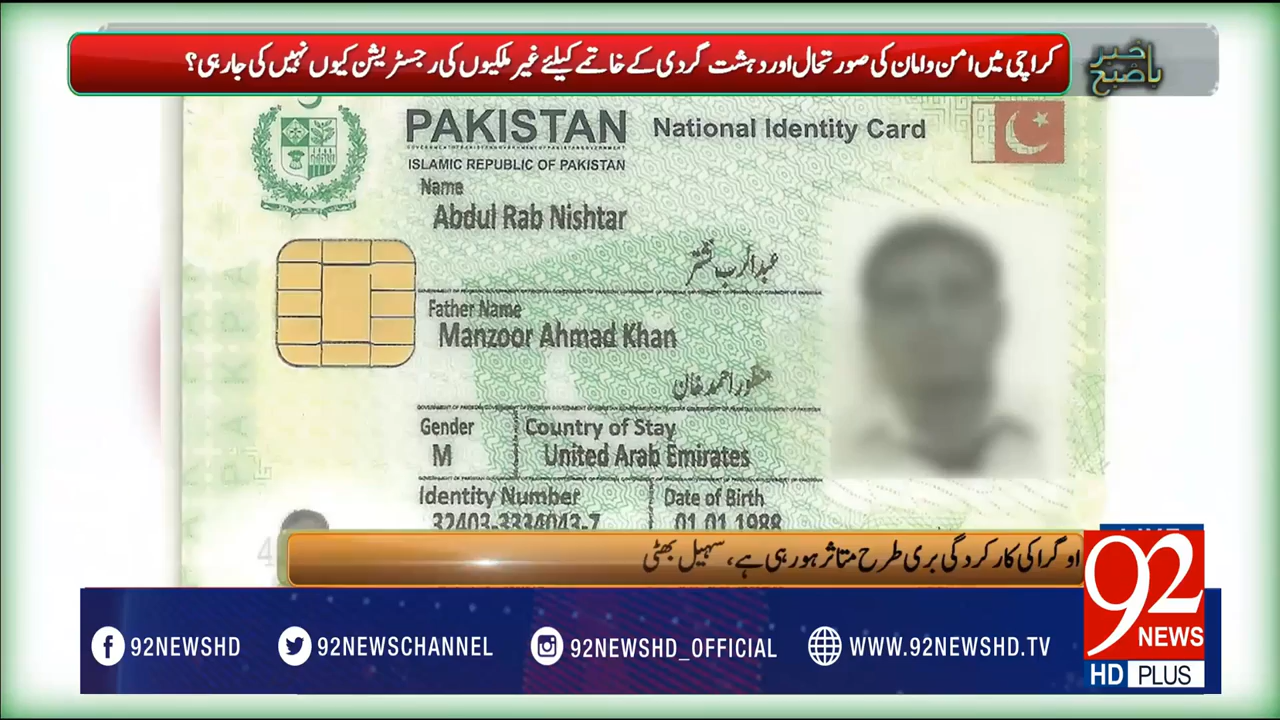 کراچی میں امن وامان کی صورتحال اور دہشت گردی کے خاتمے کیلئے غیر ملکیوں کی رجسٹریشن کیوں نہیں کی جارہی؟
باخبر
صبح
PAKISTAN
National Identity Card
ISLAMIC REPUBLIC OF PAKISTAN
Name
Abdul Rab Nishtar
عبدالرب نشتر
Father Name
Manzoor Ahmad Khan
منظور احمد خان
Gender
Country of Stay
M
United Arab Emirates
Identity Number
Date of Birth
32403-3334043-7
01.01.1988
اوگرا کی کارکردگی بری طرح متاثر ہورہی ہے، سہیل بھٹی
92
NEWS
HD PLUS
92NEWSHD
92NEWSCHANNEL
92NEWSHD_OFFICIAL
WWW.92NEWSHD.TV